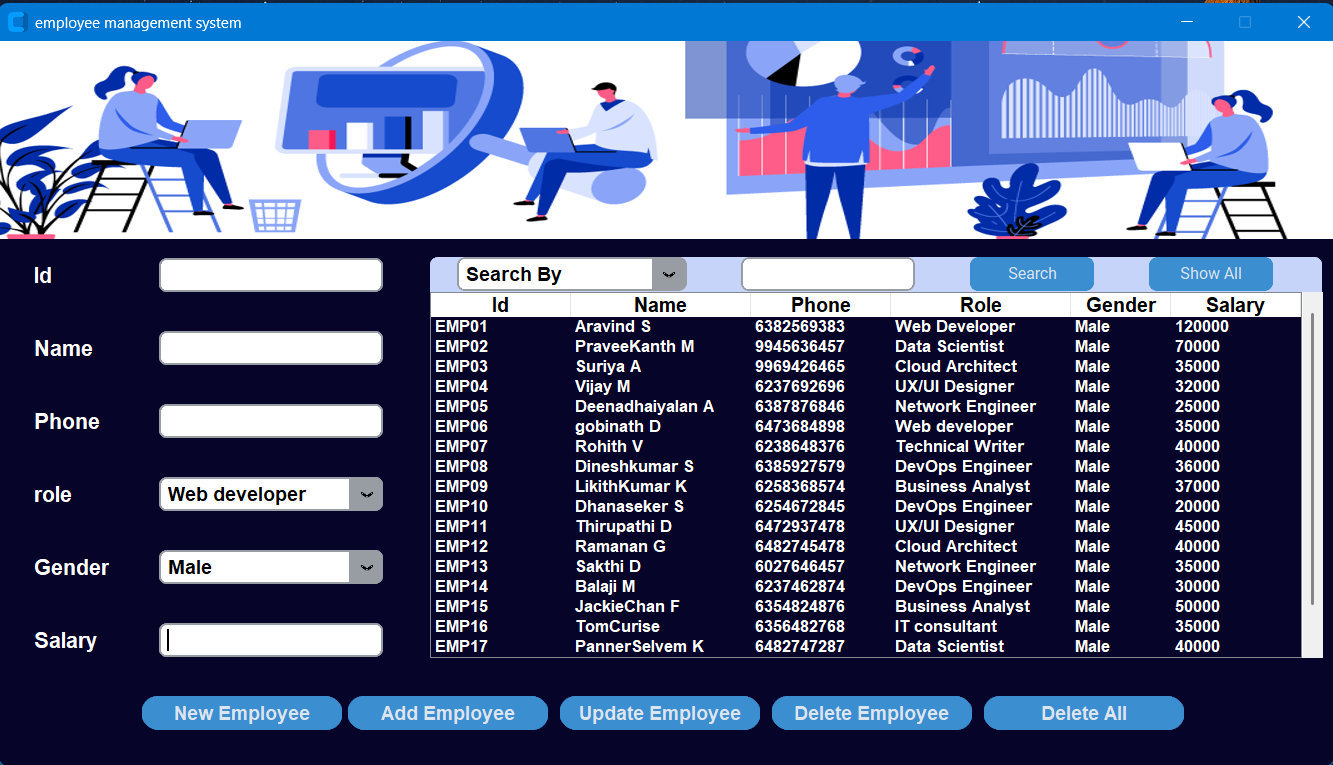 employee management system
Id
Name
Phone
role Web developer
Gender Male
Salary
Search By Search Show All
Id Name Phone Role Gender Salary
EMP01 Aravind S 6382569383 Web Developer Male 120000
EMP02 PraveeKanth M 9945636457 Data Scientist Male 70000
EMP03 Suriya A 9969426465 Cloud Architect Male 35000
EMP04 Vijay M 6237692696 UX/UI Designer Male 32000
EMP05 Deenadhaiyalan A 6387876846 Network Engineer Male 25000
EMP06 gobinath D 6473684898 Web developer Male 35000
EMP07 Rohith V 6238648376 Technical Writer Male 40000
EMP08 Dineshkumar S 6385927579 DevOps Engineer Male 36000
EMP09 LikithKumar K 6258368574 Business Analyst Male 37000
EMP10 Dhanaseker S 6254672845 DevOps Engineer Male 20000
EMP11 Thirupathi D 6472937478 UX/UI Designer Male 45000
EMP12 Ramanan G 6482745478 Cloud Architect Male 40000
EMP13 Sakthi D 6027646457 Network Engineer Male 35000
EMP14 Balaji M 6237462874 DevOps Engineer Male 30000
EMP15 JackieChan F 6354824876 Business Analyst Male 50000
EMP16 TomCurise 6356482768 IT consultant Male 35000
EMP17 PannerSelvem K 6482747287 Data Scientist Male 40000
New Employee Add Employee Update Employee Delete Employee Delete All